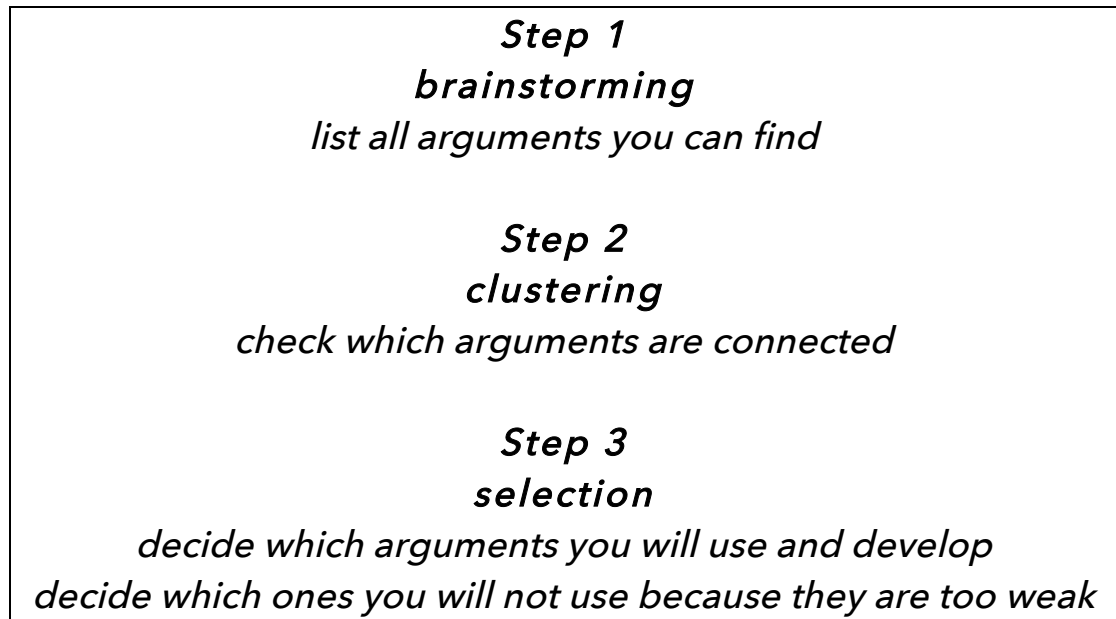 Step 1
brainstorming
list all arguments you can find
Step 2
clustering
check which arguments are connected
Step 3
selection
decide which arguments you will use and develop
decide which ones you will not use because they are too weak